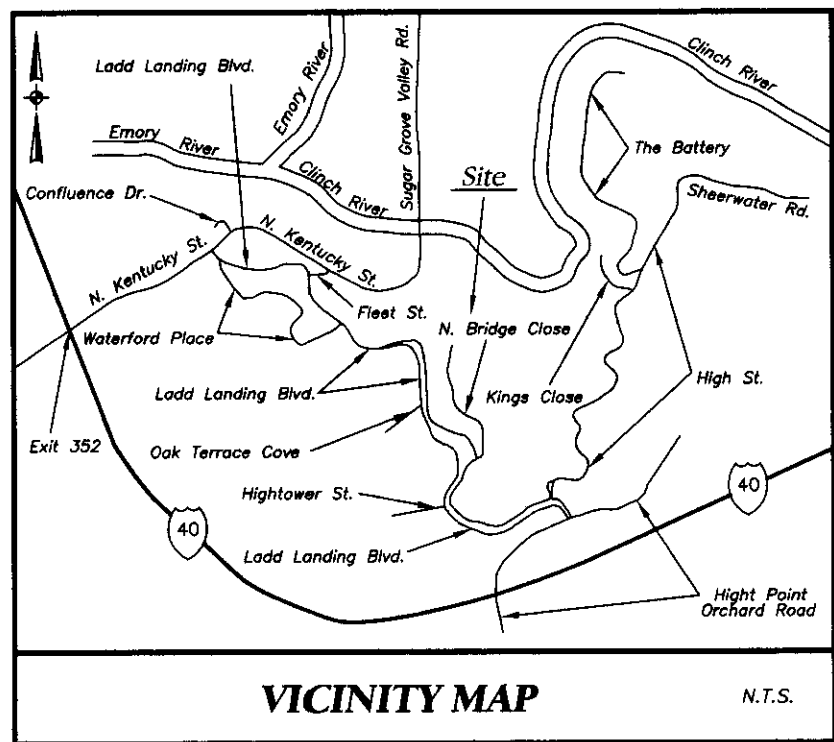 Ladd Landing Blvd.
Emory River
Sugar Grove Valley Rd.
Clinch River
Emory River
The Battery
Clinch River
Site
Sheerwater Rd.
Confluence Dr.
N. Kentucky St.
N. Kentucky St.
Fleet St.
N. Bridge Close
Waterford Place
Ladd Landing Blvd.
Kings Close
High St.
Exit 352
Oak Terrace Cove
Hightower St.
40
40
Ladd Landing Blvd.
Hight Point
Orchard Road
VICINITY MAP
N.T.S.